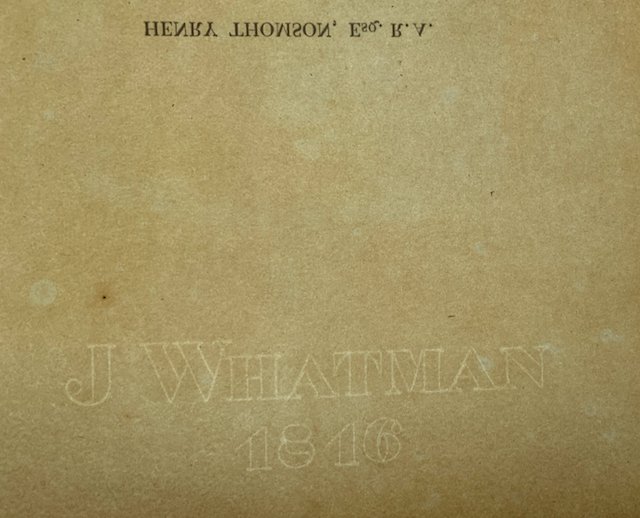 HENRY THOMSON, Esq. R.A.
J WHATMAN
1816